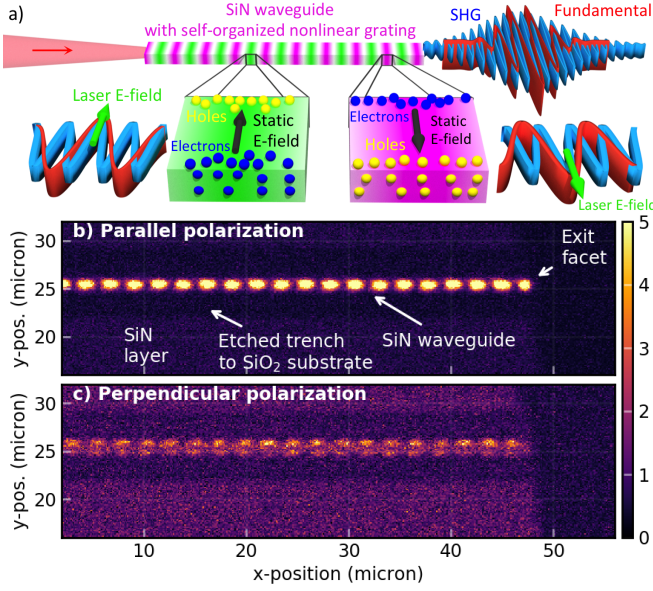 a)
SiN waveguide
with self-organized nonlinear grating
SHG
Fundamental
Laser E-field
Holes
Electrons
Static
E-field
Electrons
Holes
Static
E-field
Laser E-field
b) Parallel polarization
Exit
facet
SiN
layer
Etched trench
to SiO₂ substrate
SiN waveguide
y-pos. (micron)
30
25
20
c) Perpendicular polarization
y-pos. (micron)
30
25
20
10
20
30
40
50
x-position (micron)
5
4
3
2
1
0